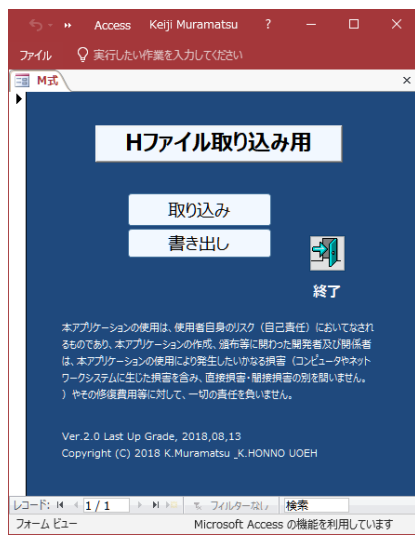 Access Keiji Muramatsu ?
ファイル 実行したい作業を入力してください
M式
Hファイル取り込み用
取り込み
書き出し
終了
本アプリケーションの使用は、使用者自身のリスク（自己責任）においてなされ
るものであり、本アプリケーションの作成、頒布等に関わった開発者及び関係者
は、本アプリケーションの使用により発生したいかなる損害（コンピュータやネット
ワークシステムに生じた損害を含み、直接損害・間接損害の別を問いません。
）やその修復費用等に対して、一切の責任を負いません。
Ver.2.0 Last Up Grade, 2018,08,13
Copyright (C) 2018 K.Muramatsu _K.HONNO UOEH
レコード: 1 / 1 フィルターなし 検索
フォーム ビュー Microsoft Access の機能を利用しています